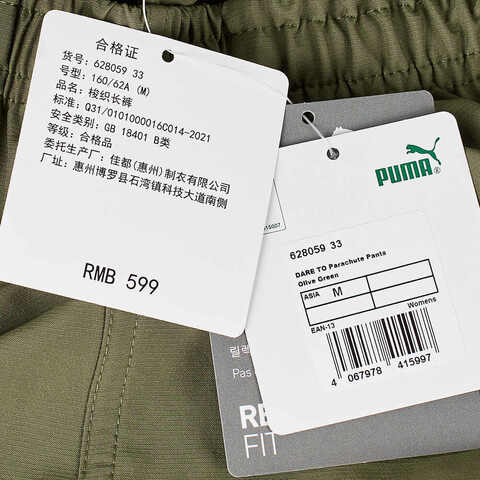 合格证
货号: 628059 33
号型: 160/62A (M)
品名: 梭织长裤
标准: Q31/0101000016C014-2021
安全类别: GB 18401 B类
等级: 合格品
委托生产厂: 佳都(惠州)制衣有限公司
厂址: 惠州博罗县石湾镇科技大道南侧
RMB 599
PUMA
628059 33
DARE TO Parachute Pants
Olive Green
ASIA M
Womens
EAN-13
4 067978 415997
릴렉
Pas
RE
FIT